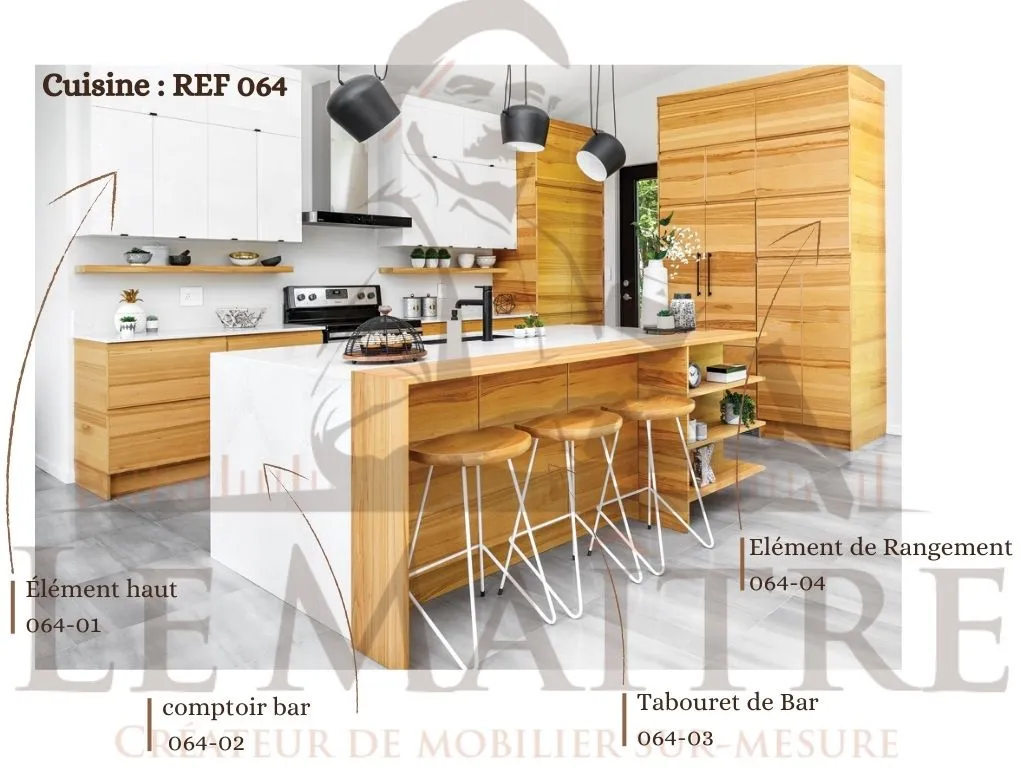 Cuisine : REF 064
Elément de Rangement
064-04
Élément haut
064-01
LE MAITRE
comptoir bar
064-02
Tabouret de Bar
064-03
CRÉATEUR DE MOBILIER SUR-MESURE